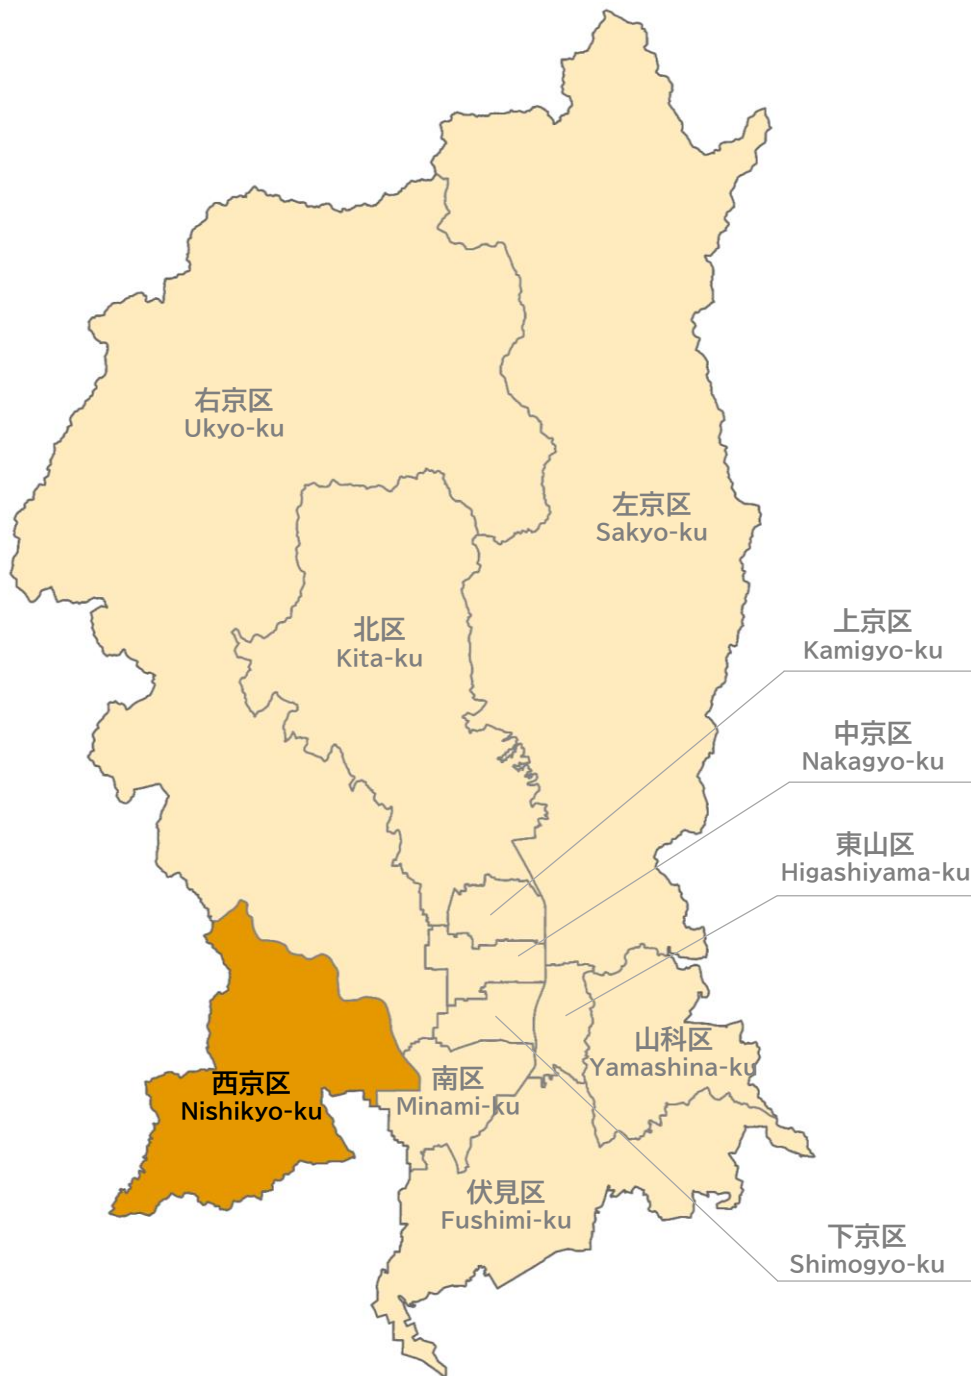 右京区
Ukyo-ku
左京区
Sakyo-ku
北区
Kita-ku
上京区
Kamigyo-ku
中京区
Nakagyo-ku
東山区
Higashiyama-ku
山科区
Yamashina-ku
西京区
Nishikyo-ku
南区
Minami-ku
伏見区
Fushimi-ku
下京区
Shimogyo-ku